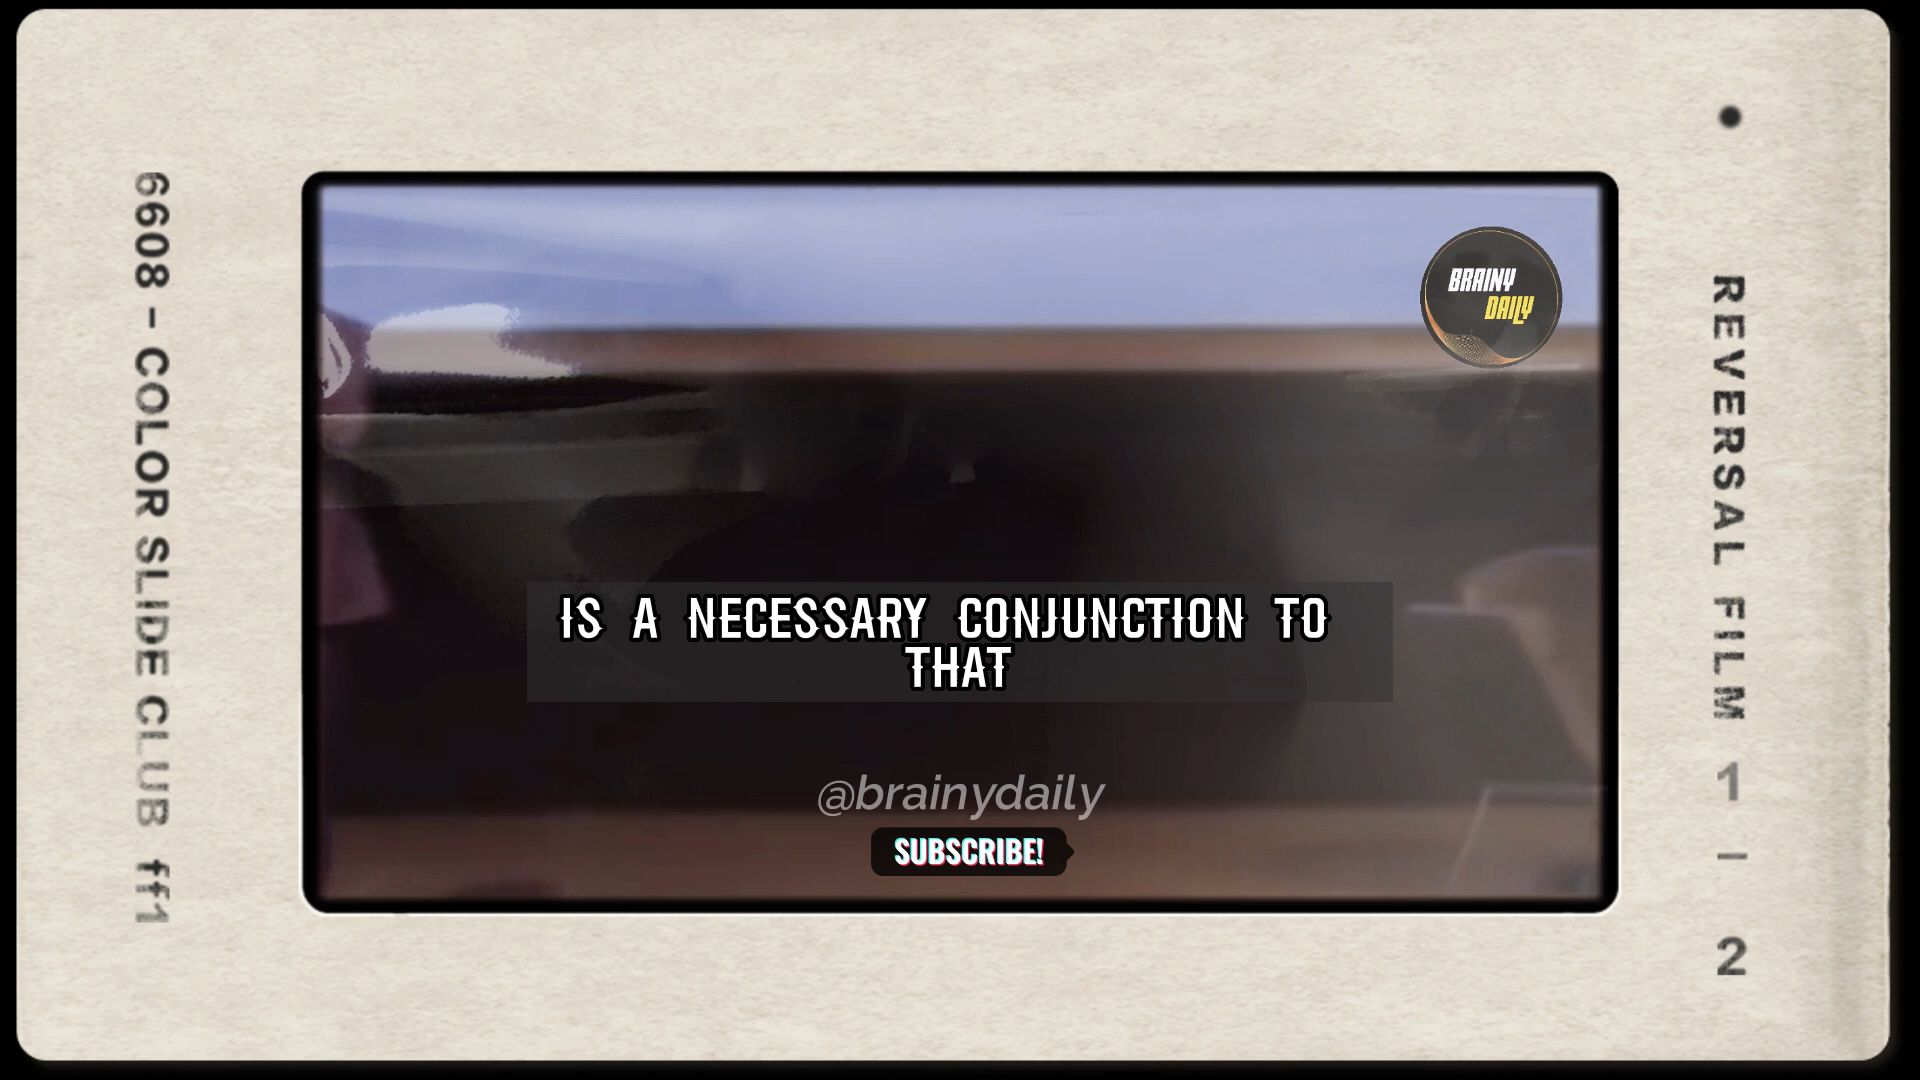 6608 - COLOR SLIDE CLUB ff1
BRAINY
DAILY
IS A NECESSARY CONJUNCTION TO
THAT
@brainydaily
SUBSCRIBE!
REVERSAL FILM 1 - 2